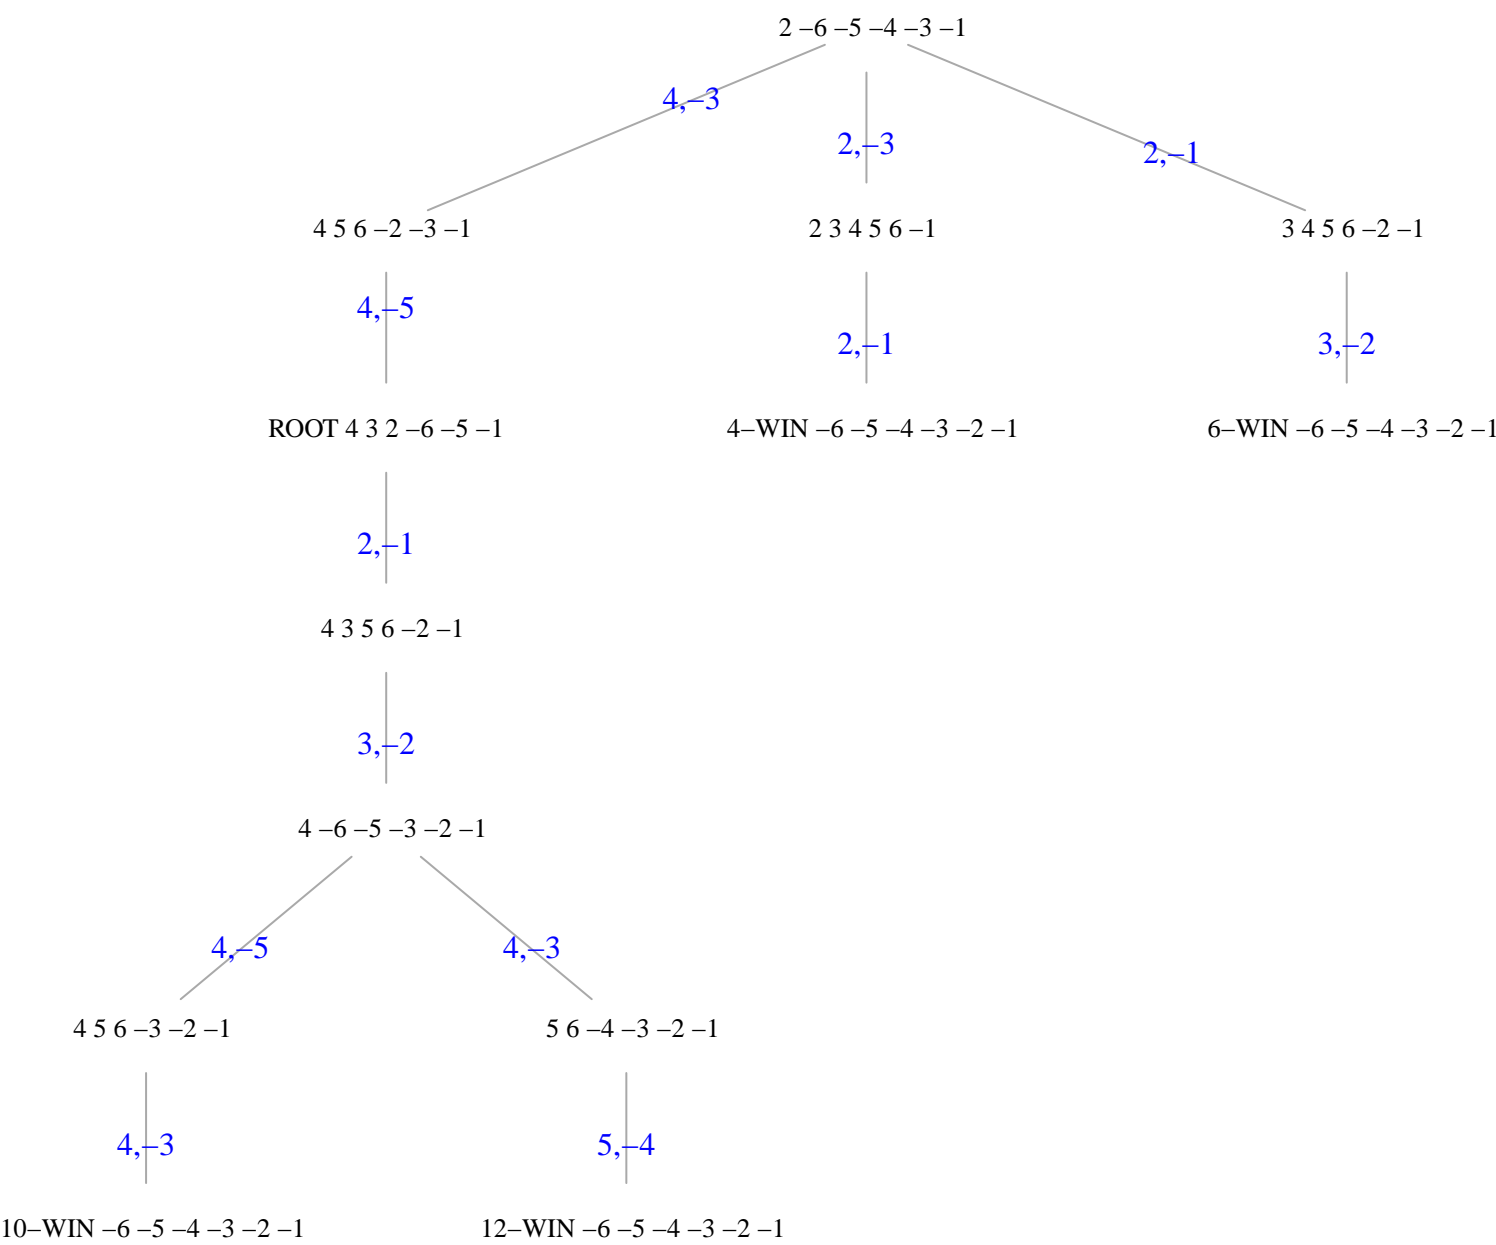 2 –6 –5 –4 –3 –1
4,–3
2,–3
2,–1
4 5 6 –2 –3 –1
2 3 4 5 6 –1
3 4 5 6 –2 –1
4,–5
2,–1
3,–2
ROOT 4 3 2 –6 –5 –1
4–WIN –6 –5 –4 –3 –2 –1
6–WIN –6 –5 –4 –3 –2 –1
2,–1
4 3 5 6 –2 –1
3,–2
4 –6 –5 –3 –2 –1
4,–5
4,–3
4 5 6 –3 –2 –1
5 6 –4 –3 –2 –1
4,–3
5,–4
10–WIN –6 –5 –4 –3 –2 –1
12–WIN –6 –5 –4 –3 –2 –1